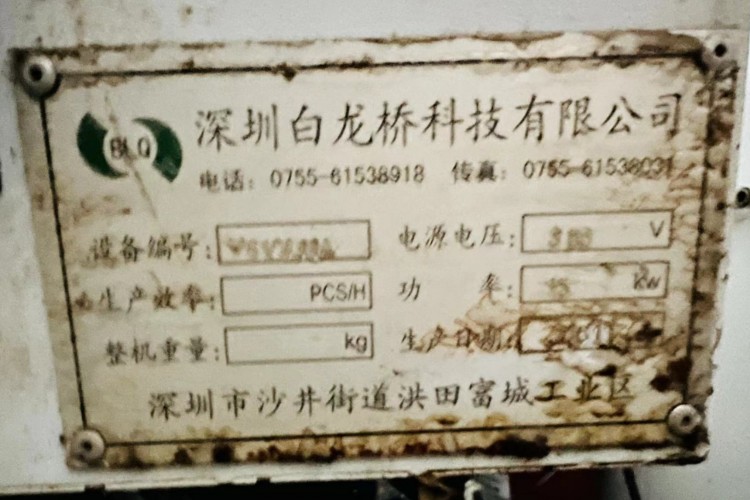 BLQ
深圳白龙桥科技有限公司
电话：0755-61538918 传真：0755-61538031
设备编号： 电源电压：380 V
生产效率： PCS/H 功 率： kw
整机重量： kg 生产日期：
深圳市沙井街道洪田富城工业区